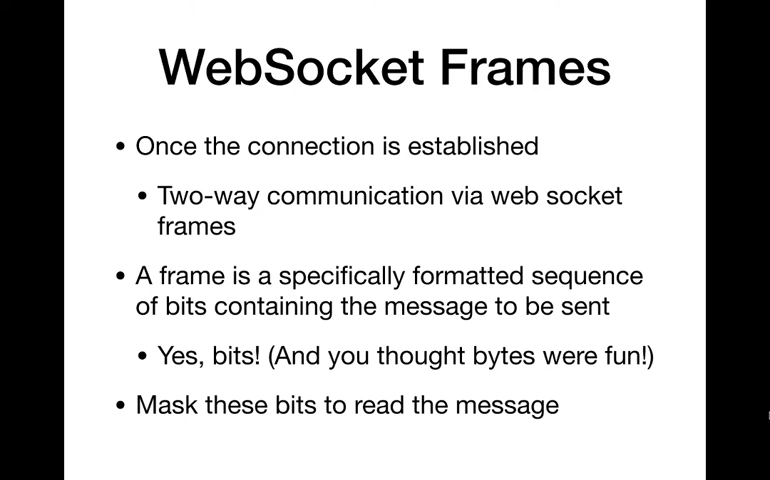 WebSocket Frames
• Once the connection is established
• Two-way communication via web socket
frames
• A frame is a specifically formatted sequence
of bits containing the message to be sent
• Yes, bits! (And you thought bytes were fun!)
• Mask these bits to read the message